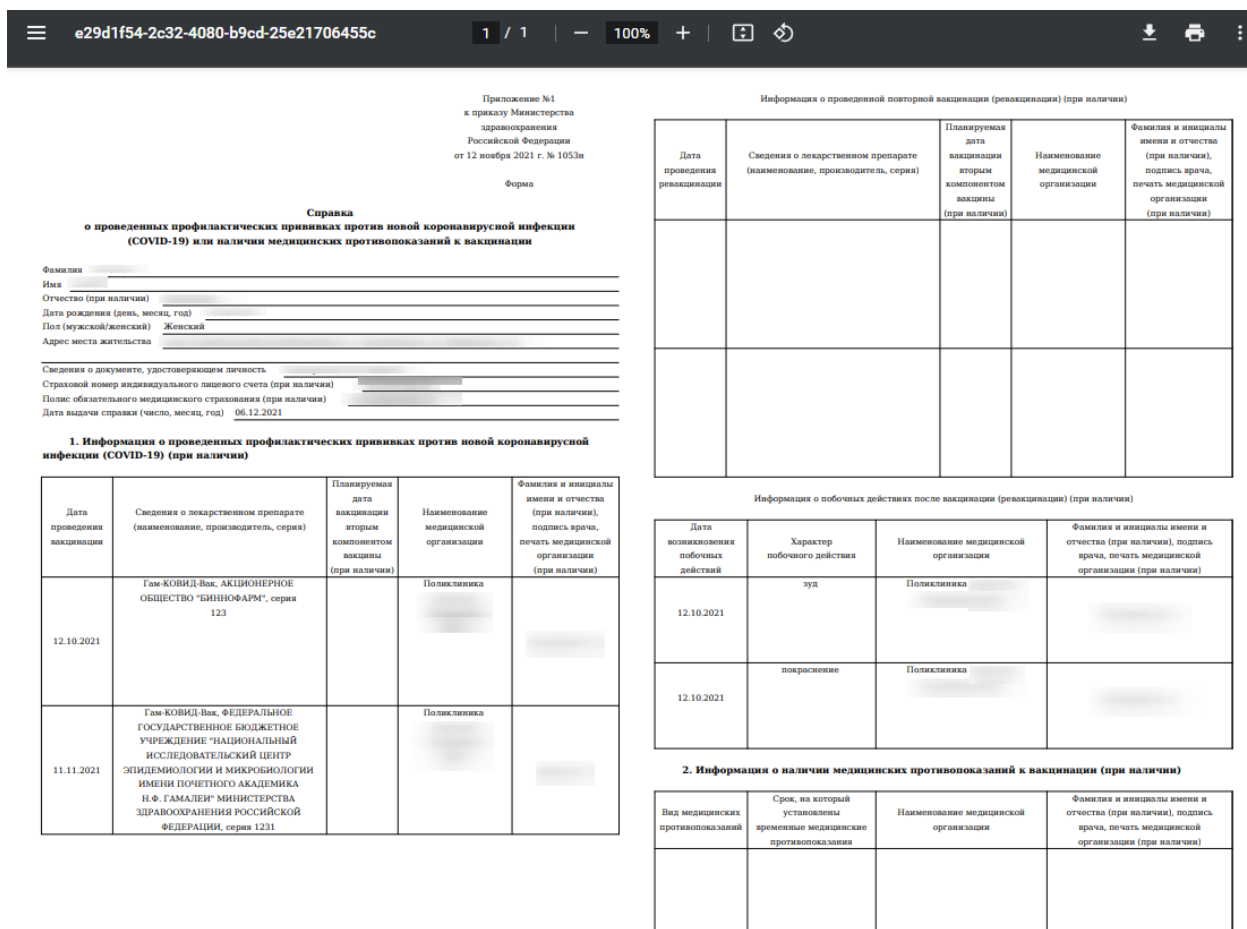 e29d1f54-2c32-4080-b9cd-25e21706455c
1 / 1
100%
Приложение №1
к приказу Министерства
здравоохранения
Российской Федерации
от 12 ноября 2021 г. № 1053н
Форма
Справка
о проведенных профилактических прививках против новой коронавирусной инфекции
(COVID-19) или наличии медицинских противопоказаний к вакцинации
Фамилия
Имя
Отчество (при наличии)
Дата рождения (день, месяц, год)
Пол (мужской/женский) Женский
Адрес места жительства
Сведения о документе, удостоверяющем личность
Страховой номер индивидуального лицевого счета (при наличии)
Полис обязательного медицинского страхования (при наличии)
Дата выдачи справки (число, месяц, год) 06.12.2021
1. Информация о проведенных профилактических прививках против новой коронавирусной
инфекции (COVID-19) (при наличии)
Дата
проведения
вакцинации
Сведения о лекарственном препарате
(наименование, производитель, серия)
Планируемая
дата
вакцинации
вторым
компонентом
вакцины
(при наличии)
Наименование
медицинской
организации
Фамилия и инициалы
имени и отчества
(при наличии),
подпись врача,
печать медицинской
организации
(при наличии)
12.10.2021
Гам-КОВИД-Вак, АКЦИОНЕРНОЕ
ОБЩЕСТВО "БИННОФАРМ", серия
123
Поликлиника
11.11.2021
Гам-КОВИД-Вак, ФЕДЕРАЛЬНОЕ
ГОСУДАРСТВЕННОЕ БЮДЖЕТНОЕ
УЧРЕЖДЕНИЕ "НАЦИОНАЛЬНЫЙ
ИССЛЕДОВАТЕЛЬСКИЙ ЦЕНТР
ЭПИДЕМИОЛОГИИ И МИКРОБИОЛОГИИ
ИМЕНИ ПОЧЕТНОГО АКАДЕМИКА
Н.Ф. ГАМАЛЕИ" МИНИСТЕРСТВА
ЗДРАВООХРАНЕНИЯ РОССИЙСКОЙ
ФЕДЕРАЦИИ, серия 1231
Поликлиника
Информация о проведенной повторной вакцинации (ревакцинации) (при наличии)
Дата
проведения
ревакцинации
Сведения о лекарственном препарате
(наименование, производитель, серия)
Планируемая
дата
вакцинации
вторым
компонентом
вакцины
(при наличии)
Наименование
медицинской
организации
Фамилия и инициалы
имени и отчества
(при наличии),
подпись врача,
печать медицинской
организации
(при наличии)
Информация о побочных действиях после вакцинации (ревакцинации) (при наличии)
Дата
возникновения
побочных
действий
Характер
побочного действия
Наименование медицинской
организации
Фамилия и инициалы имени и
отчества (при наличии), подпись
врача, печать медицинской
организации (при наличии)
12.10.2021
зуд
Поликлиника
12.10.2021
покраснение
Поликлиника
2. Информация о наличии медицинских противопоказаний к вакцинации (при наличии)
Вид медицинских
противопоказаний
Срок, на который
установлены
временные медицинские
противопоказания
Наименование медицинской
организации
Фамилия и инициалы имени и
отчества (при наличии), подпись
врача, печать медицинской
организации (при наличии)